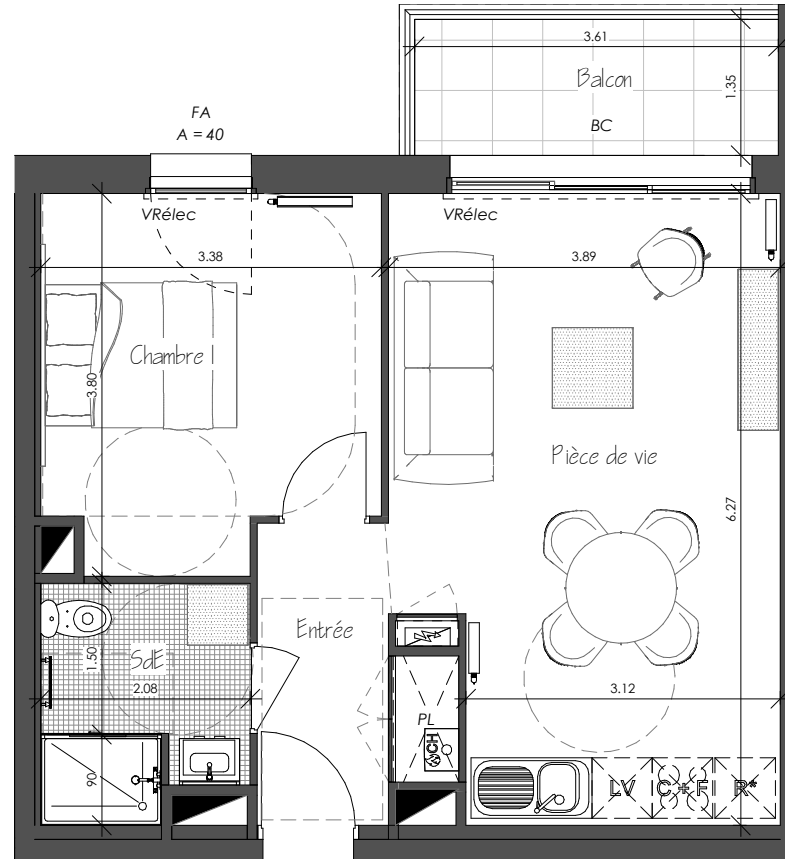 3.61
Balcon
1.35
BC
FA
A = 40
VRélec
VRélec
3.38
3.89
Chambre 1
3.80
Pièce de vie
6.27
Entrée
SdE
1.50
2.08
3.12
PL
CH
90
LV
C + F
R*